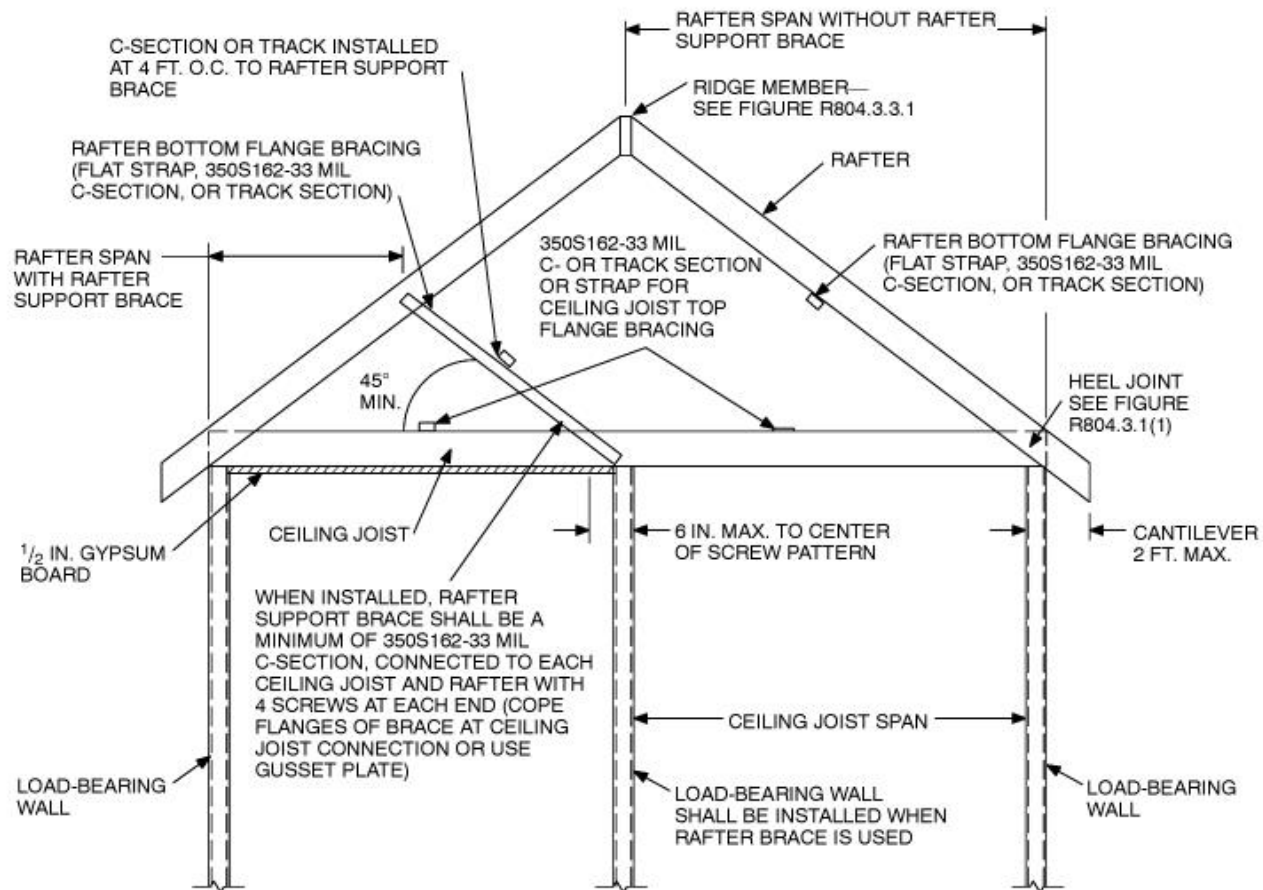 RAFTER SPAN WITHOUT RAFTER
SUPPORT BRACE
C-SECTION OR TRACK INSTALLED
AT 4 FT. O.C. TO RAFTER SUPPORT
BRACE
RIDGE MEMBER—
SEE FIGURE R804.3.3.1
RAFTER BOTTOM FLANGE BRACING
(FLAT STRAP, 350S162-33 MIL
C-SECTION, OR TRACK SECTION)
RAFTER
RAFTER SPAN
WITH RAFTER
SUPPORT BRACE
350S162-33 MIL
C- OR TRACK SECTION
OR STRAP FOR
CEILING JOIST TOP
FLANGE BRACING
RAFTER BOTTOM FLANGE BRACING
(FLAT STRAP, 350S162-33 MIL
C-SECTION, OR TRACK SECTION)
45°
MIN.
HEEL JOINT
SEE FIGURE
R804.3.1(1)
1/2 IN. GYPSUM
BOARD
CEILING JOIST
6 IN. MAX. TO CENTER
OF SCREW PATTERN
CANTILEVER
2 FT. MAX.
WHEN INSTALLED, RAFTER
SUPPORT BRACE SHALL BE A
MINIMUM OF 350S162-33 MIL
C-SECTION, CONNECTED TO EACH
CEILING JOIST AND RAFTER WITH
4 SCREWS AT EACH END (COPE
FLANGES OF BRACE AT CEILING
JOIST CONNECTION OR USE
GUSSET PLATE)
CEILING JOIST SPAN
LOAD-BEARING
WALL
LOAD-BEARING WALL
SHALL BE INSTALLED WHEN
RAFTER BRACE IS USED
LOAD-BEARING
WALL